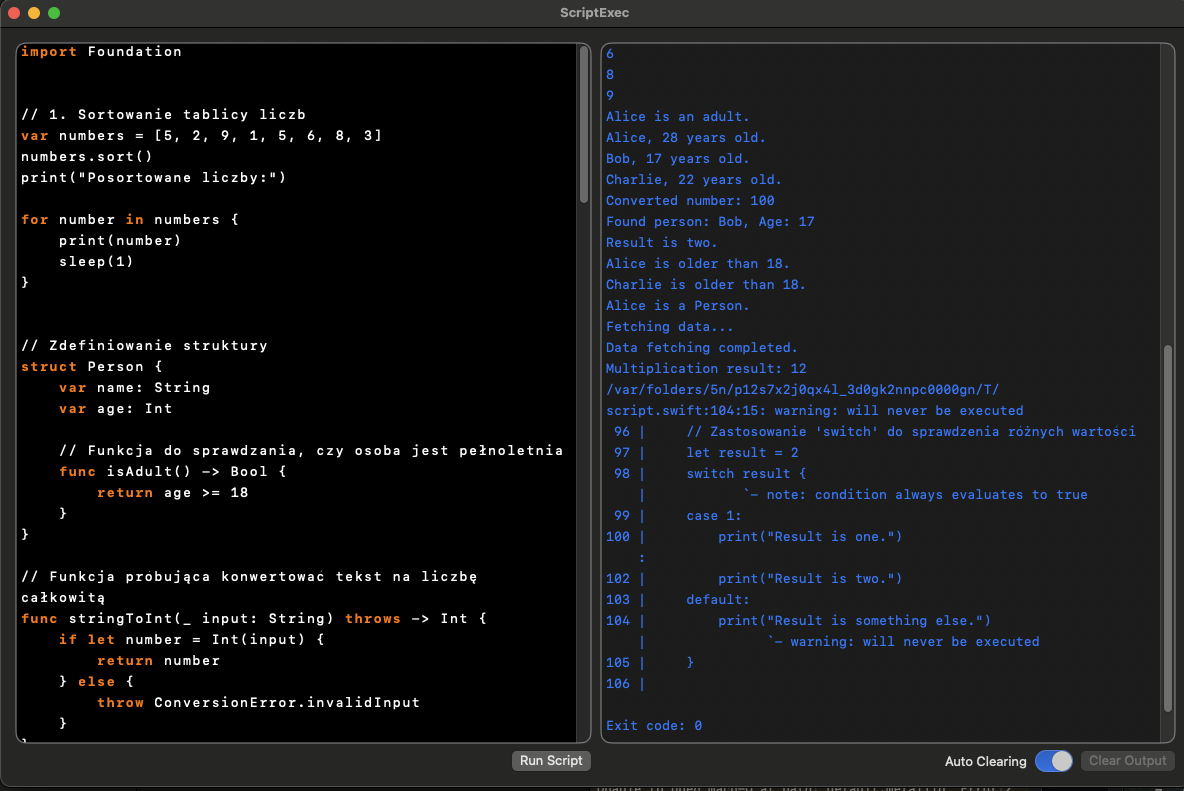 ScriptExec
import Foundation
// 1. Sortowanie tablicy liczb
var numbers = [5, 2, 9, 1, 5, 6, 8, 3]
numbers.sort()
print("Posortowane liczby:")
for number in numbers {
    print(number)
    sleep(1)
}
// Zdefiniowanie struktury
struct Person {
    var name: String
    var age: Int
    // Funkcja do sprawdzania, czy osoba jest pełnoletnia
    func isAdult() -> Bool {
        return age >= 18
    }
}
// Funkcja próbująca konwertować tekst na liczbę
całkowitą
func stringToInt(_ input: String) throws -> Int {
    if let number = Int(input) {
        return number
    } else {
        throw ConversionError.invalidInput
    }
}
6
8
9
Alice is an adult.
Alice, 28 years old.
Bob, 17 years old.
Charlie, 22 years old.
Converted number: 100
Found person: Bob, Age: 17
Result is two.
Alice is older than 18.
Charlie is older than 18.
Alice is a Person.
Fetching data...
Data fetching completed.
Multiplication result: 12
/var/folders/5n/p12s7x2j0qx4l_3d0gk2nnpc0000gn/T/
script.swift:104:15: warning: will never be executed
 96 |     // Zastosowanie 'switch' do sprawdzenia różnych wartości
 97 |     let result = 2
 98 |     switch result {
    |            `- note: condition always evaluates to true
 99 |     case 1:
100 |         print("Result is one.")
    :
102 |         print("Result is two.")
103 |     default:
104 |         print("Result is something else.")
    |               `- warning: will never be executed
105 |     }
106 |
Exit code: 0
Run Script
Auto Clearing
Clear Output